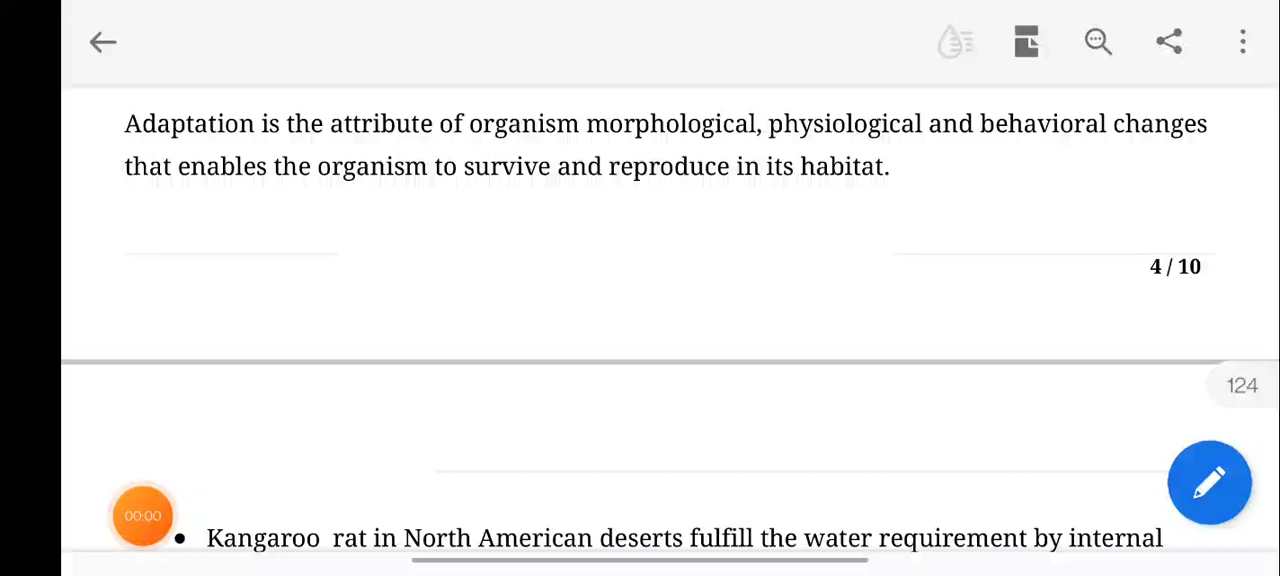 Adaptation is the attribute of organism morphological, physiological and behavioral changes
that enables the organism to survive and reproduce in its habitat.
4 / 10
124
00:00
Kangaroo rat in North American deserts fulfill the water requirement by internal